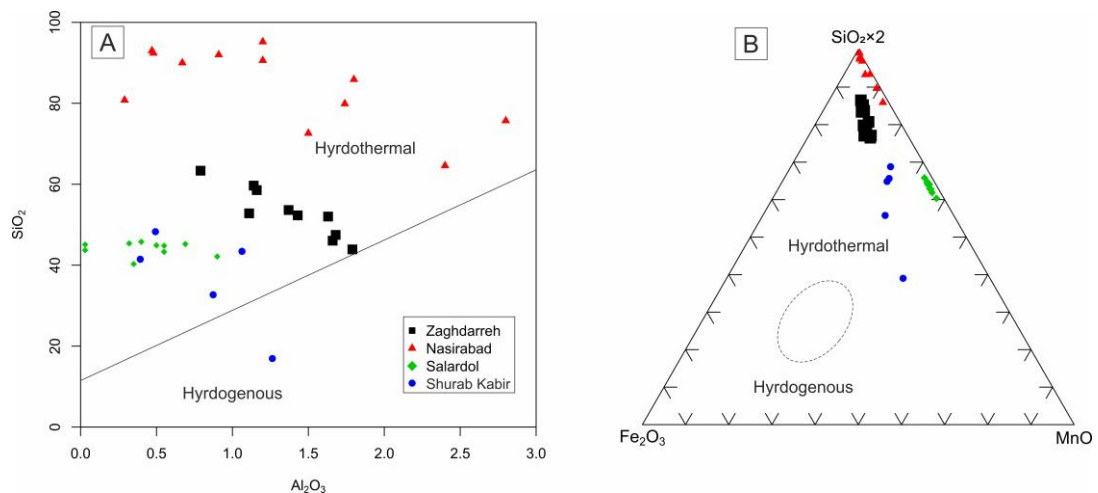 A
SiO₂
100
80
60
40
20
0
Hyrdothermal
Hyrdogenous
Zaghdarreh
Nasirabad
Salardol
Shurab Kabir
0.0 0.5 1.0 1.5 2.0 2.5 3.0
Al₂O₃
B
SiO₂×2
Hyrdothermal
Hyrdogenous
Fe₂O₃
MnO